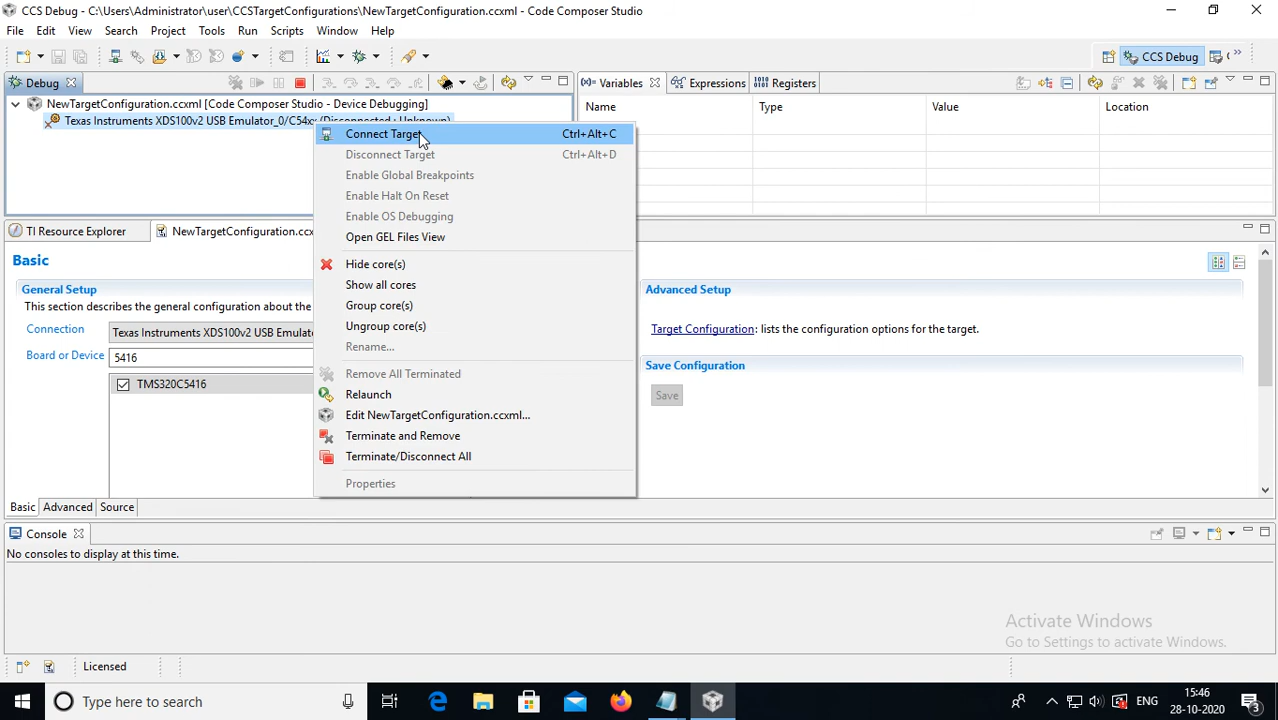 CCS Debug - C:\Users\Administrator\user\CCSTargetConfigurations\NewTargetConfiguration.ccxml - Code Composer Studio
File Edit View Search Project Tools Run Scripts Window Help
CCS Debug
Debug
NewTargetConfiguration.ccxml [Code Composer Studio - Device Debugging]
Texas Instruments XDS100v2 USB Emulator_0/C54xx (Disconnected : Unknown)
Variables Expressions Registers
Name Type Value Location
Connect Target Ctrl+Alt+C
Disconnect Target Ctrl+Alt+D
Enable Global Breakpoints
Enable Halt On Reset
Enable OS Debugging
Open GEL Files View
Hide core(s)
Show all cores
Group core(s)
Ungroup core(s)
Rename...
Remove All Terminated
Relaunch
Edit NewTargetConfiguration.ccxml...
Terminate and Remove
Terminate/Disconnect All
Properties
TI Resource Explorer NewTargetConfiguration.ccx
Basic
General Setup
This section describes the general configuration about the
Connection Texas Instruments XDS100v2 USB Emulat
Board or Device 5416
TMS320C5416
Advanced Setup
Target Configuration: lists the configuration options for the target.
Save Configuration
Save
Basic Advanced Source
Console
No consoles to display at this time.
Activate Windows
Go to Settings to activate Windows.
Licensed
Type here to search
ENG
15:46
28-10-2020
3